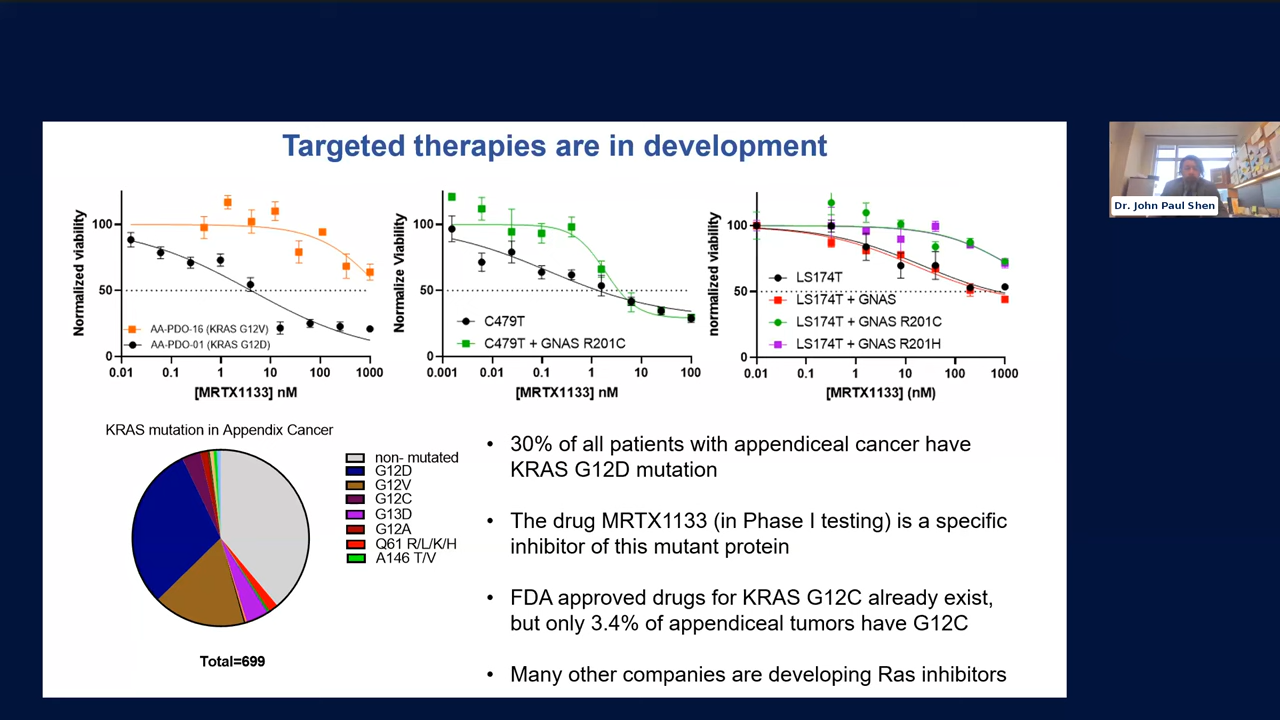 Targeted therapies are in development
Dr. John Paul Shen
Normalized viability
100
50
0
AA-PDO-16 (KRAS G12V)
AA-PDO-01 (KRAS G12D)
0.01 0.1 1 10 100 1000
[MRTX1133] nM
Normalize Viability
100
50
0
C479T
C479T + GNAS R201C
0.001 0.01 0.1 1 10 100
[MRTX1133] nM
normalized viability
100
50
0
LS174T
LS174T + GNAS
LS174T + GNAS R201C
LS174T + GNAS R201H
0.01 0.1 1 10 100 1000
[MRTX1133] (nM)
KRAS mutation in Appendix Cancer
non- mutated
G12D
G12V
G12C
G13D
G12A
Q61 R/L/K/H
A146 T/V
Total=699
• 30% of all patients with appendiceal cancer have
KRAS G12D mutation
• The drug MRTX1133 (in Phase I testing) is a specific
inhibitor of this mutant protein
• FDA approved drugs for KRAS G12C already exist,
but only 3.4% of appendiceal tumors have G12C
• Many other companies are developing Ras inhibitors